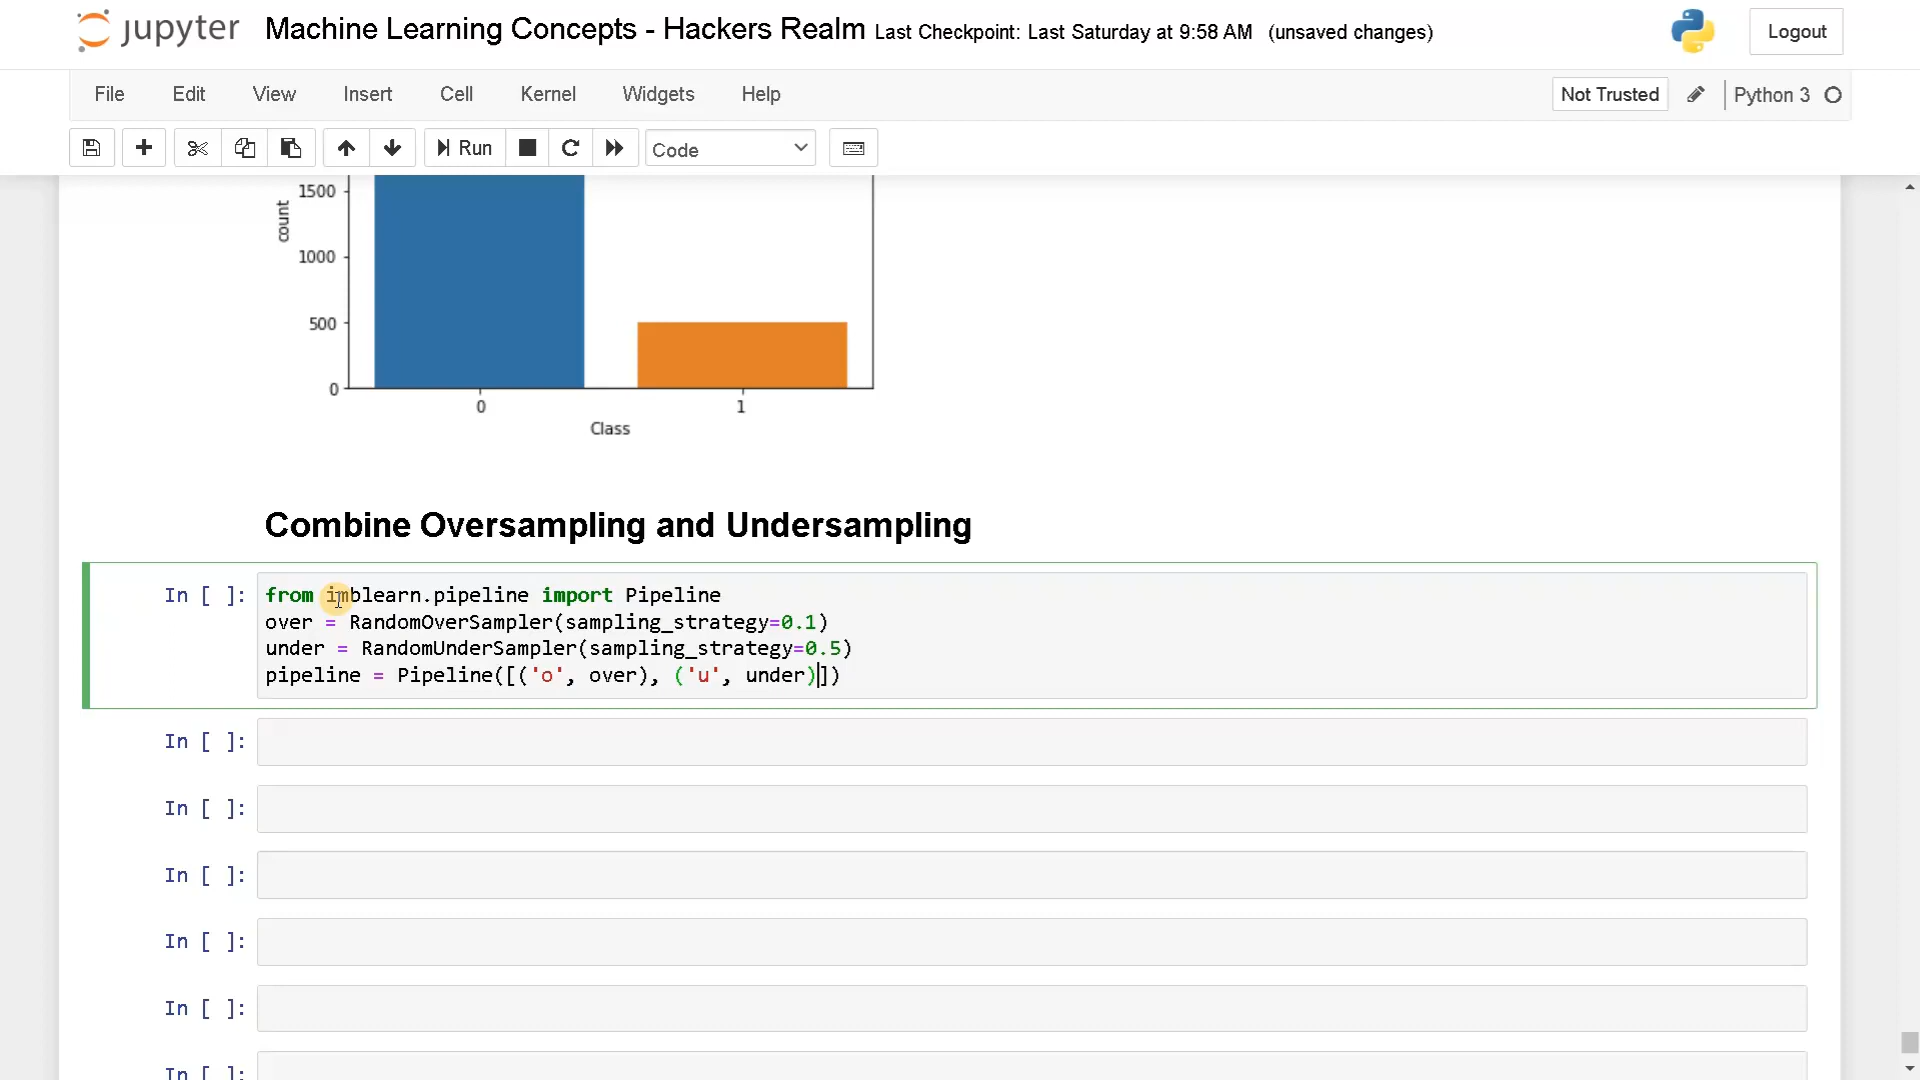 jupyter Machine Learning Concepts - Hackers Realm Last Checkpoint: Last Saturday at 9:58 AM (unsaved changes) Logout
File Edit View Insert Cell Kernel Widgets Help Not Trusted Python 3
Run Code
1500
count
1000
500
0
0 1
Class
Combine Oversampling and Undersampling
In [ ]: from imblearn.pipeline import Pipeline
over = RandomOverSampler(sampling_strategy=0.1)
under = RandomUnderSampler(sampling_strategy=0.5)
pipeline = Pipeline([('o', over), ('u', under)])
In [ ]:
In [ ]:
In [ ]:
In [ ]:
In [ ]:
In [ ]: